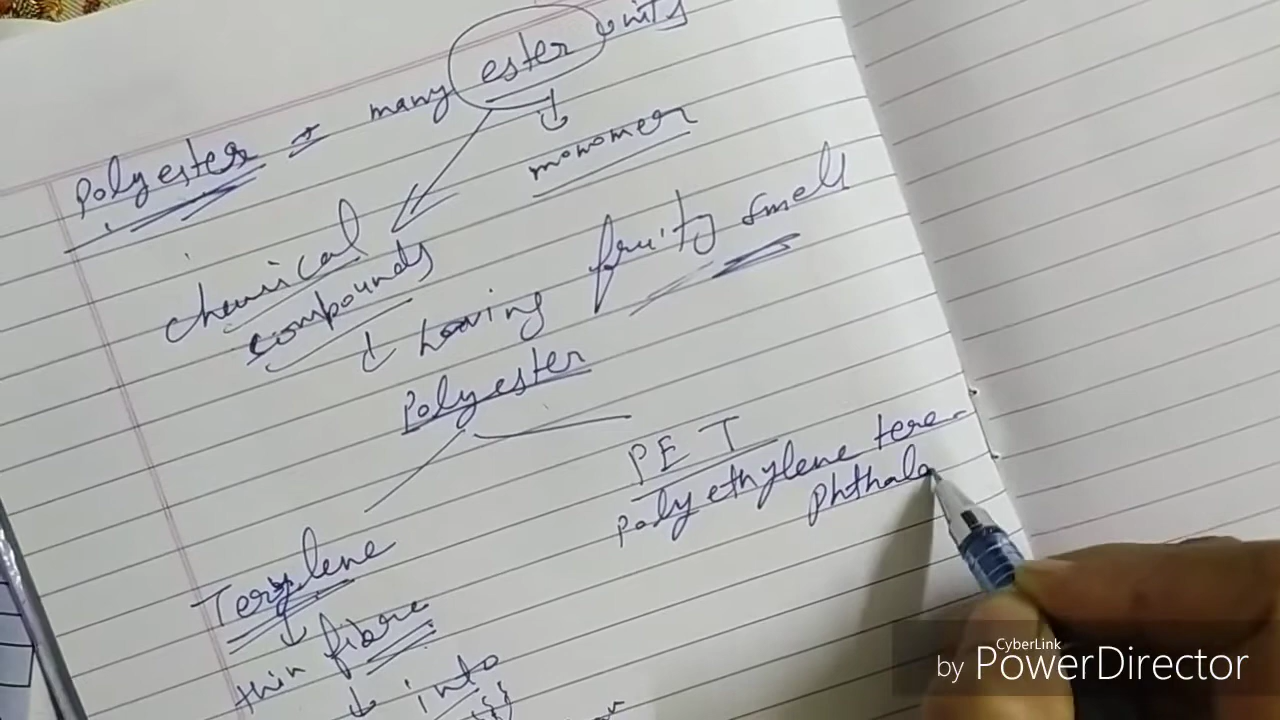 Polyester → many ester units
monomer
chemical
compounds
having fruity smell
Polyester
PET
Polyethylene tere-
Phthala
Terylene
thin fibre
into
CyberLink
by PowerDirector